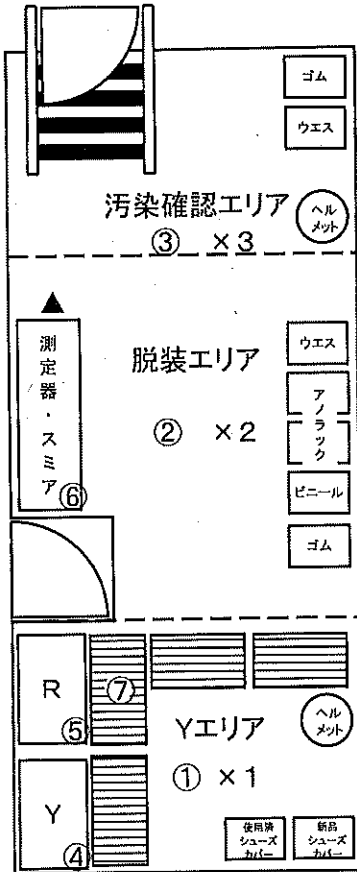 ゴム
ウエス
汚染確認エリア
ヘル
メット
③ ×3
▲
測定器・スミア
⑥
脱装エリア
② ×2
ウエス
アノラック
ビニール
ゴム
R
⑤
⑦
Yエリア
ヘル
メット
① ×1
Y
④
使用済
シューズ
カバー
新品
シューズ
カバー